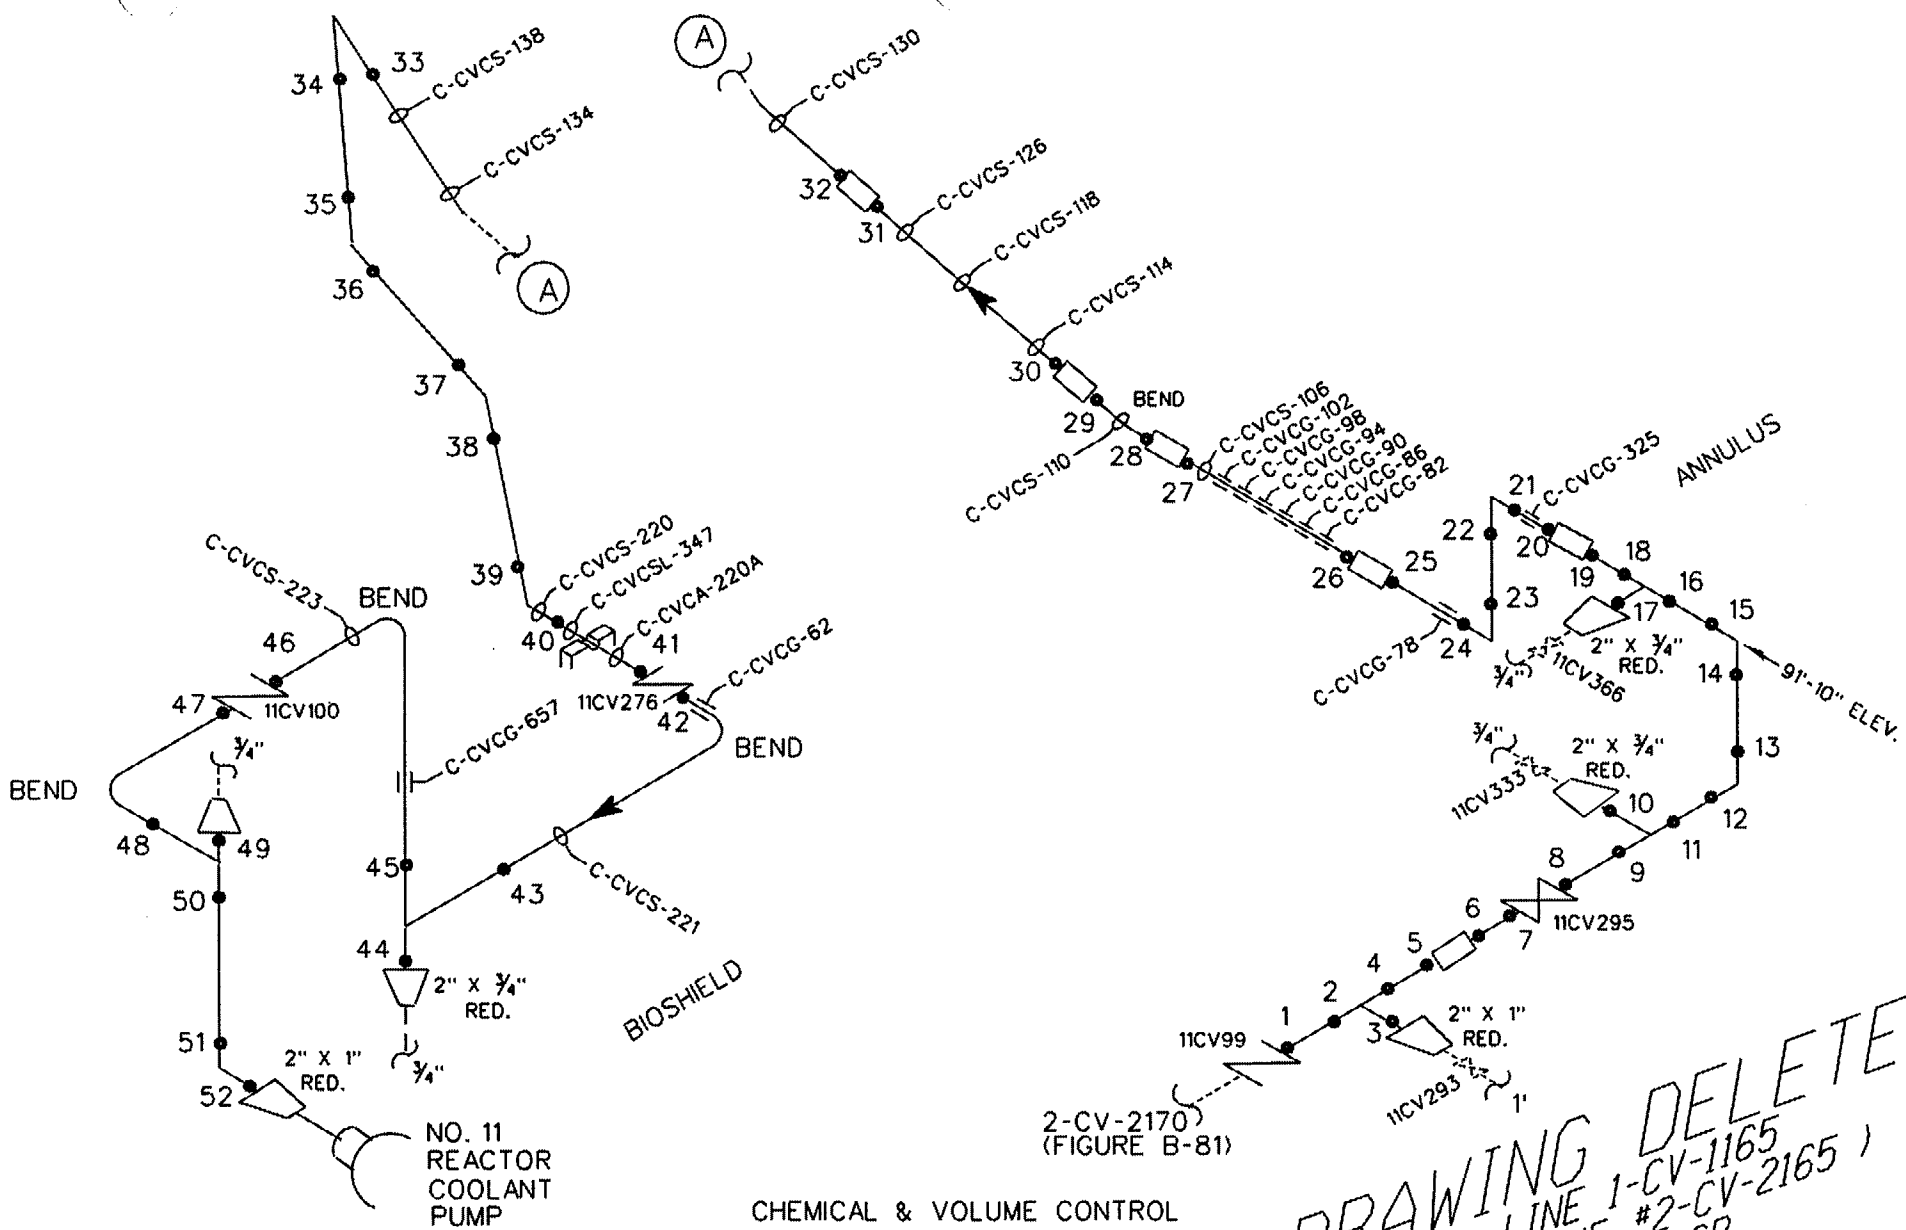 A
C-CVCS-138
33
34
C-CVCS-134
35
36
A
37
38
39
C-CVCS-130
32
C-CVCS-126
31
C-CVCS-118
C-CVCS-114
30
29
BEND
28
C-CVCS-110
27
C-CVCS-106
C-CVCG-102
C-CVCG-98
C-CVCG-94
C-CVCG-90
C-CVCG-86
C-CVCG-82
26
25
C-CVCG-78
24
23
22
21
C-CVCG-325
20
19
18
ANNULUS
17
16
15
2" X 3/4"
RED.
3/4"
11CV366
14
91'-10" ELEV.
13
3/4"
2" X 3/4"
RED.
11CV333
10
12
11
9
8
11CV295
7
6
5
4
2
1
3
2" X 1"
RED.
11CV99
11CV293
1'
2-CV-2170
(FIGURE B-81)
C-CVCS-220
C-CVCSL-347
C-CVCA-220A
40
41
C-CVCG-62
11CV276
42
BEND
C-CVCS-223
BEND
46
47
11CV100
3/4"
C-CVCG-657
BEND
48
49
45
43
C-CVCS-221
50
44
2" X 3/4"
RED.
3/4"
BIOSHIELD
51
2" X 1"
RED.
52
NO. 11
REACTOR
COOLANT
PUMP
CHEMICAL & VOLUME CONTROL
DRAWING DELETE
LINE 1-CV-1165
#2-CV-2165 )